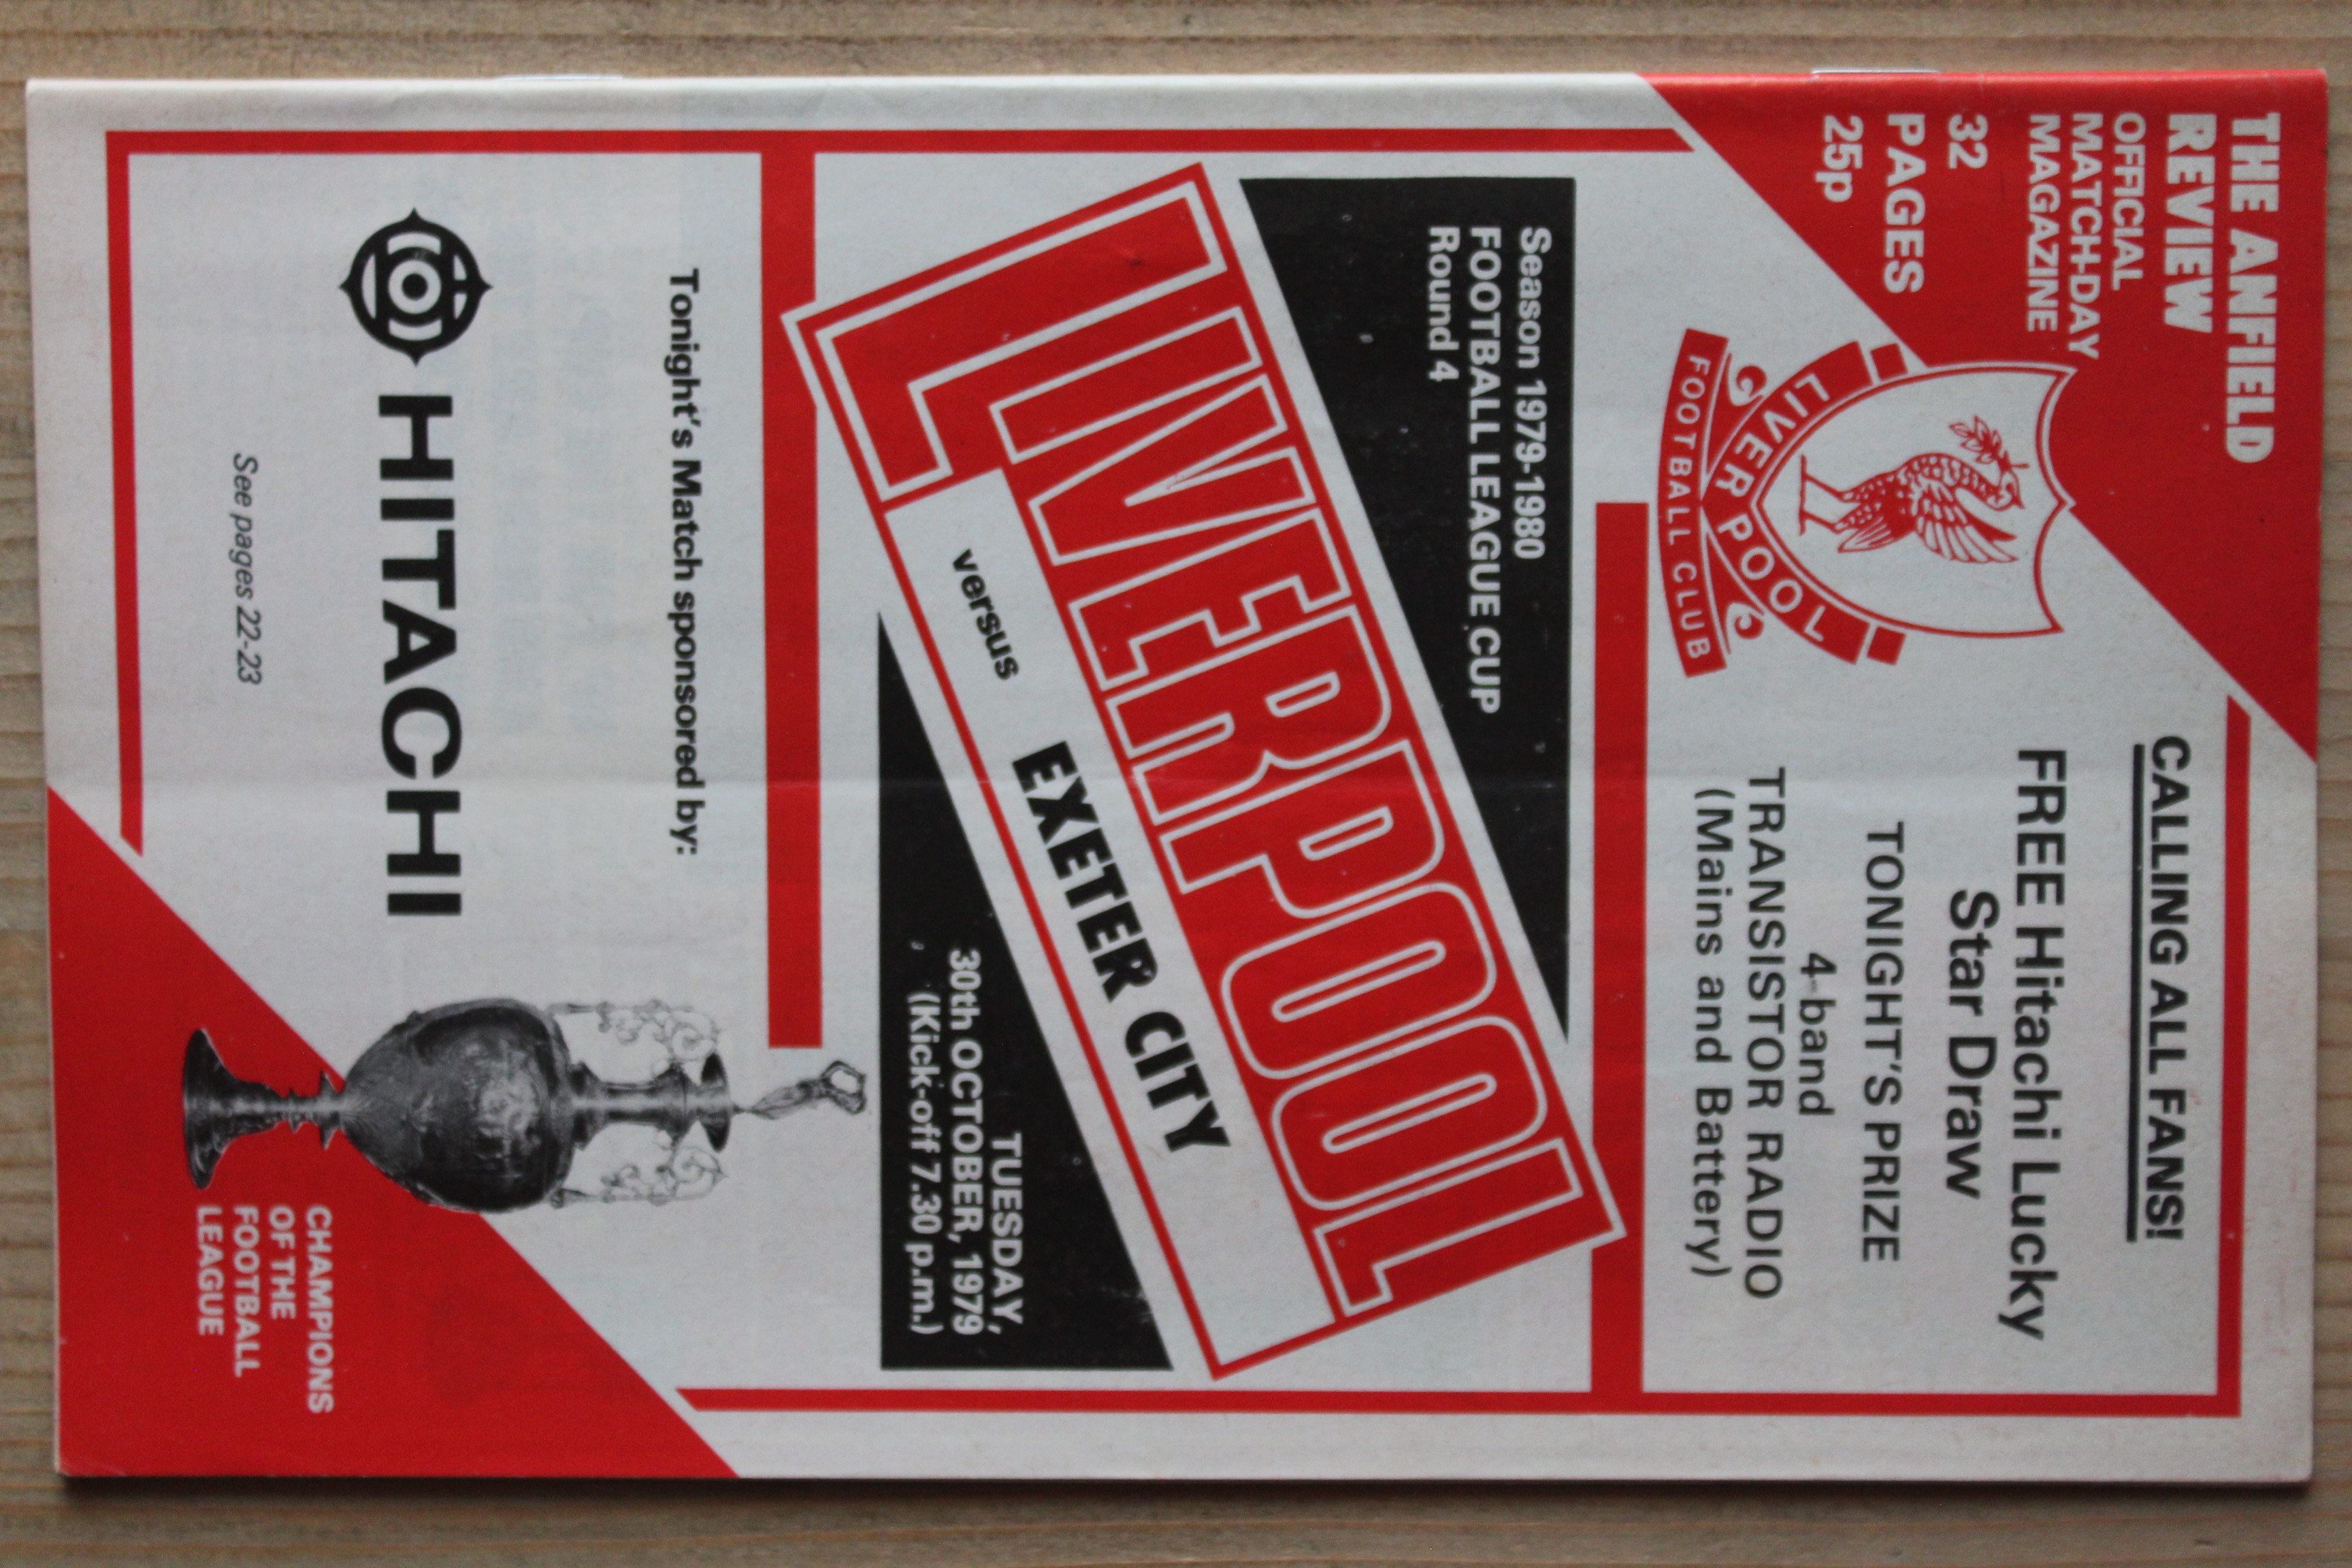 THE ANFIELD
REVIEW
OFFICIAL
MATCH-DAY
MAGAZINE
32
PAGES
25p
LIVERPOOL
FOOTBALL CLUB
CALLING ALL FANS!
FREE Hitachi Lucky
Star Draw
TONIGHT'S PRIZE
4-band
TRANSISTOR RADIO
(Mains and Battery)
Season 1979-1980
FOOTBALL LEAGUE CUP
Round 4
LIVERPOOL
versus
EXETER CITY
TUESDAY,
30th OCTOBER, 1979
(Kick-off 7.30 p.m.)
Tonight's Match sponsored by:
HITACHI
See pages 22-23
CHAMPIONS
OF THE
FOOTBALL
LEAGUE